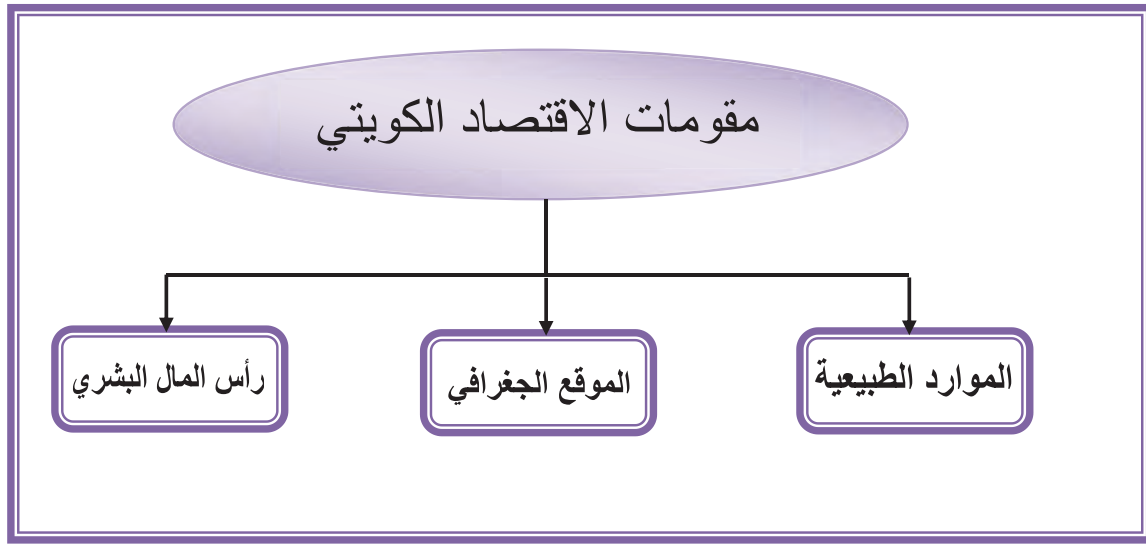 مقومات الاقتصاد الكويتي
الموارد الطبيعية
الموقع الجغرافي
رأس المال البشري